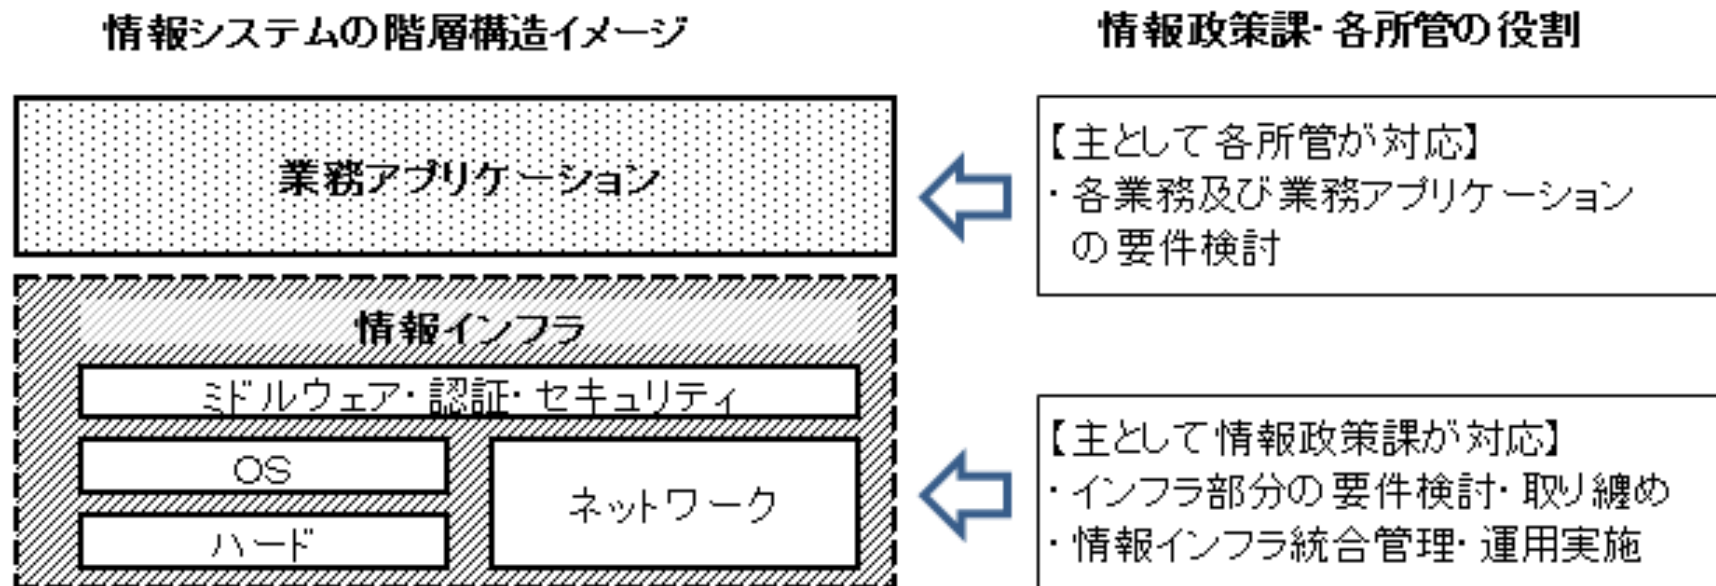 情報システムの階層構造イメージ
情報政策課・各所管の役割
業務アプリケーション
【主として各所管が対応】
・各業務及び業務アプリケーション
の要件検討
情報インフラ
ミドルウェア・認証・セキュリティ
OS
ハード
ネットワーク
【主として情報政策課が対応】
・インフラ部分の要件検討・取り纏め
・情報インフラ統合管理・運用実施